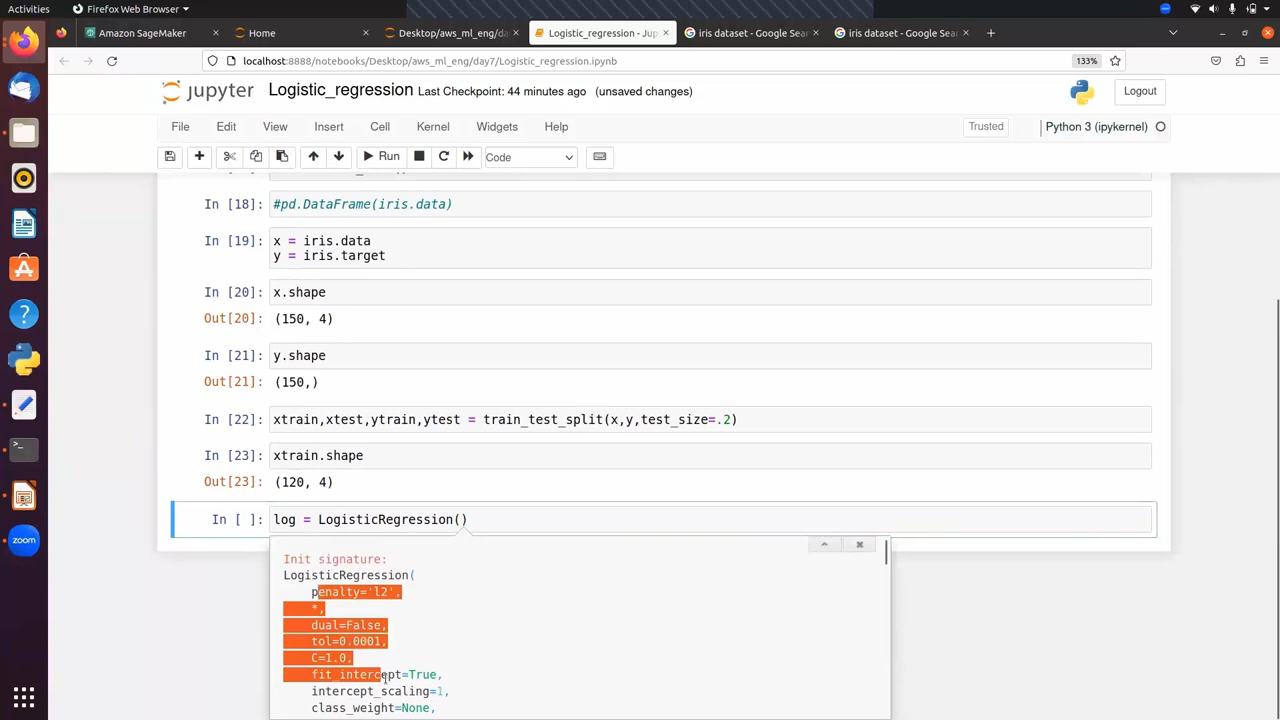 Activities
Firefox Web Browser
Amazon SageMaker
Home
Desktop/aws_ml_eng/da
Logistic_regression - Jup
iris dataset - Google Sea
iris dataset - Google Sea
localhost:8888/notebooks/Desktop/aws_ml_eng/day7/Logistic_regression.ipynb
133%
jupyter Logistic_regression Last Checkpoint: 44 minutes ago (unsaved changes)
Logout
File Edit View Insert Cell Kernel Widgets Help
Trusted
Python 3 (ipykernel)
Run
Code
In [18]: #pd.DataFrame(iris.data)
In [19]: x = iris.data
y = iris.target
In [20]: x.shape
Out[20]: (150, 4)
In [21]: y.shape
Out[21]: (150,)
In [22]: xtrain,xtest,ytrain,ytest = train_test_split(x,y,test_size=.2)
In [23]: xtrain.shape
Out[23]: (120, 4)
In [ ]: log = LogisticRegression()
Init signature:
LogisticRegression(
penalty='l2',
*,
dual=False,
tol=0.0001,
C=1.0,
fit_intercept=True,
intercept_scaling=1,
class_weight=None,
zoom